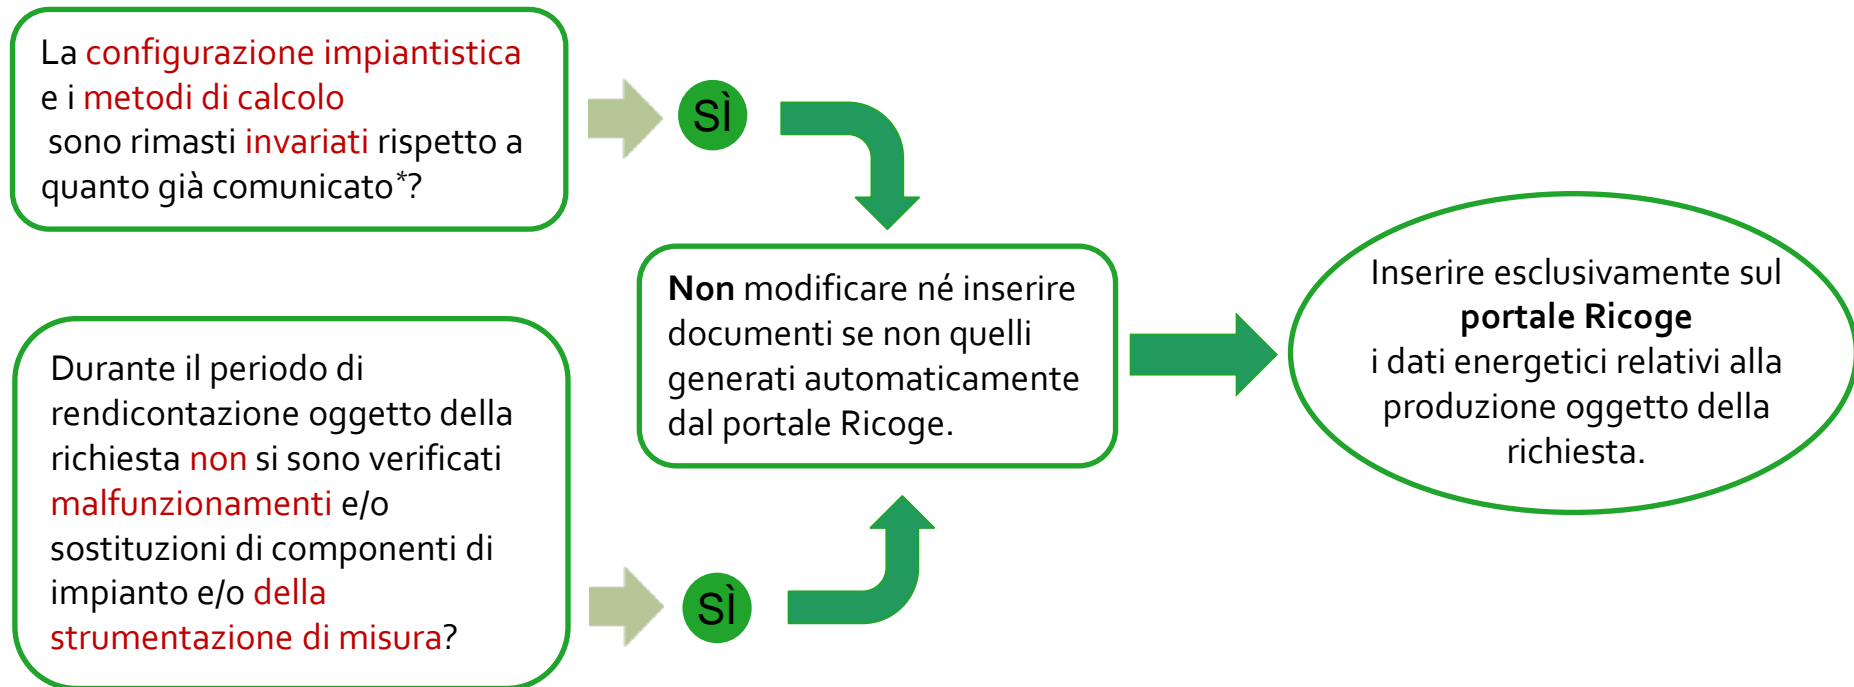 La configurazione impiantistica
e i metodi di calcolo
sono rimasti invariati rispetto a
quanto già comunicato*?
SÌ
Durante il periodo di
rendicontazione oggetto della
richiesta non si sono verificati
malfunzionamenti e/o
sostituzioni di componenti di
impianto e/o della
strumentazione di misura?
SÌ
Non modificare né inserire
documenti se non quelli
generati automaticamente
dal portale Ricoge.
Inserire esclusivamente sul
portale Ricoge
i dati energetici relativi alla
produzione oggetto della
richiesta.